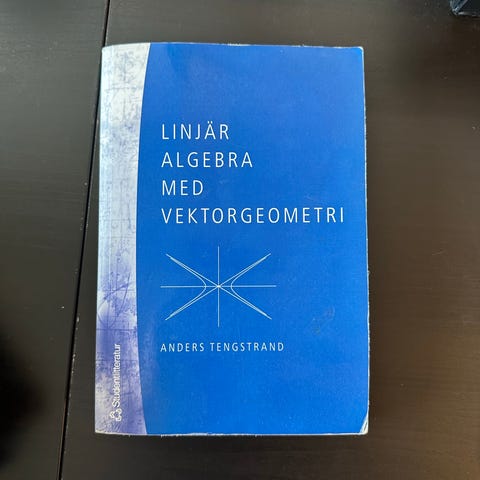 LINJÄR
ALGEBRA
MED
VEKTORGEOMETRI
ANDERS TENGSTRAND
Studentlitteratur